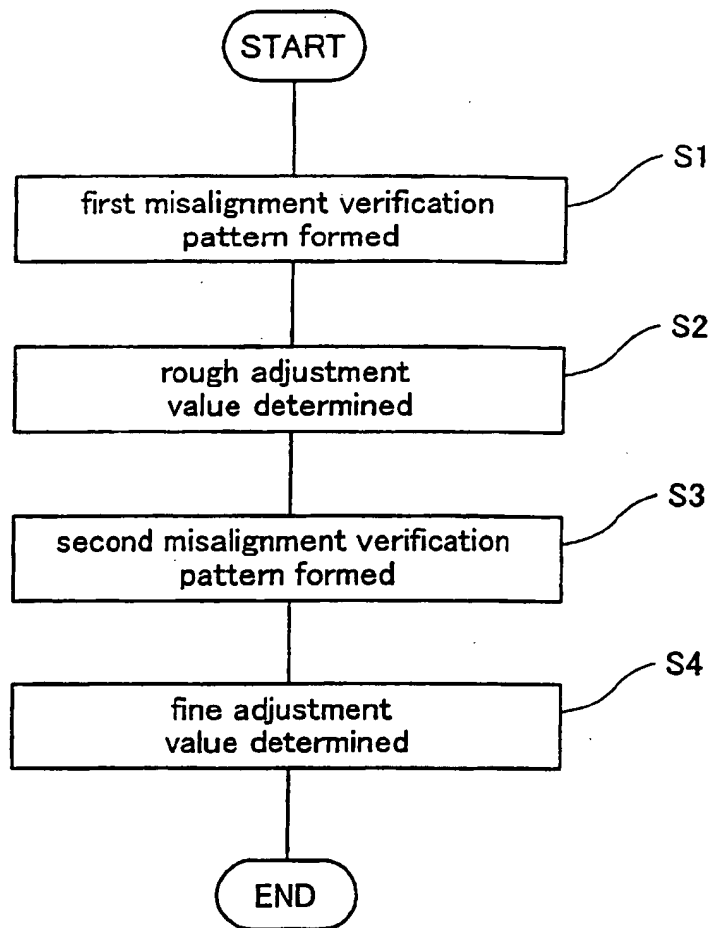 START
S1
first misalignment verification
pattern formed
S2
rough adjustment
value determined
S3
second misalignment verification
pattern formed
S4
fine adjustment
value determined
END